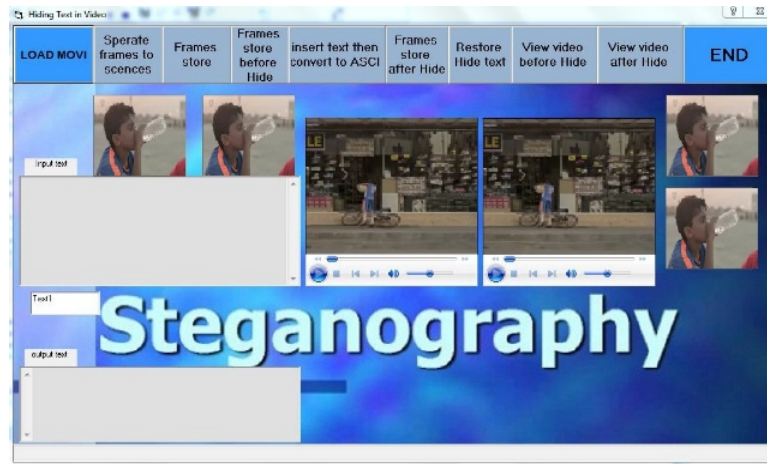 Hiding Text in Video
LOAD MOVI
Sperate
frames to
scences
Frames
store
Frames
store
before
Hide
insert text then
convert to ASCI
Frames
store
after Hide
Restore
Hide text
View video
before Hide
View video
after Hide
END
LE
LE
Input text
Text1
Steganography
output text